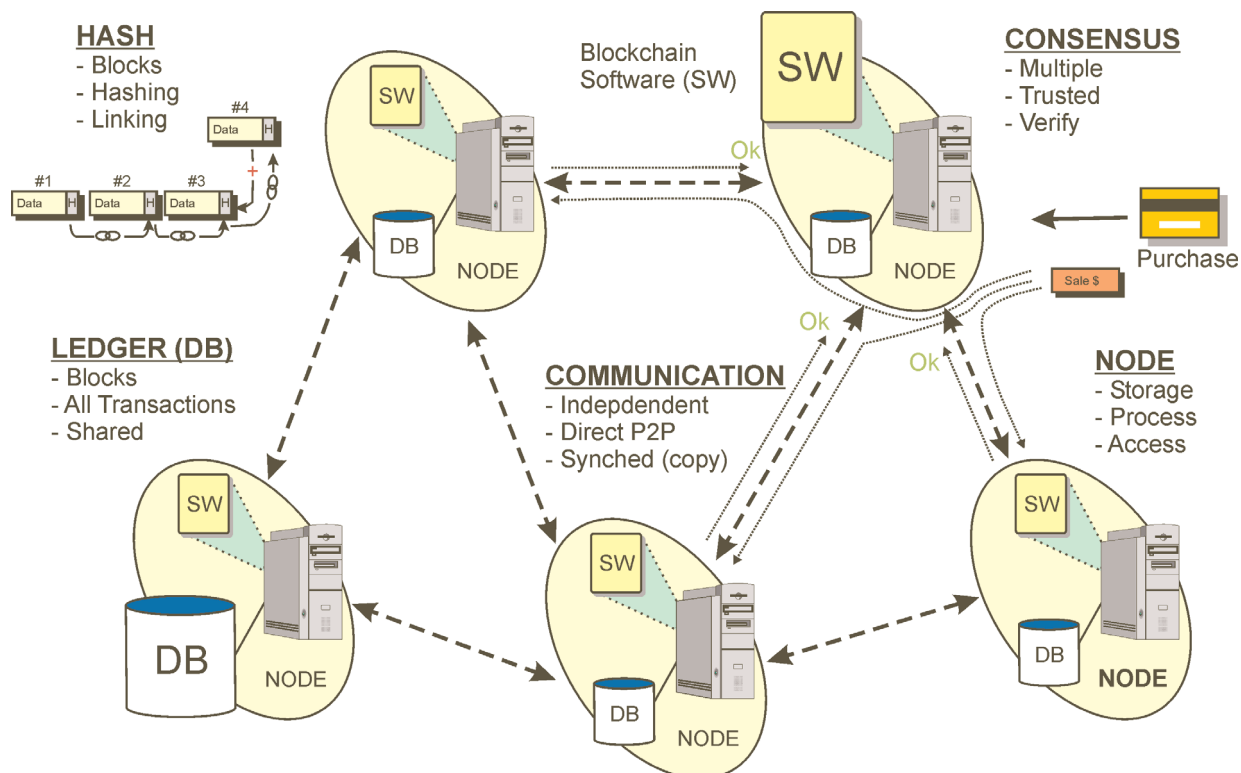 HASH
- Blocks
- Hashing
- Linking
#4
Data H
#1 #2 #3
Data H Data H Data H
SW
DB
NODE
Blockchain
Software (SW)
SW
DB
NODE
Ok
CONSENSUS
- Multiple
- Trusted
- Verify
Purchase
Sale $
Ok
Ok
LEDGER (DB)
- Blocks
- All Transactions
- Shared
COMMUNICATION
- Indepdendent
- Direct P2P
- Synched (copy)
NODE
- Storage
- Process
- Access
SW
DB
NODE
SW
DB
NODE
SW
DB
NODE